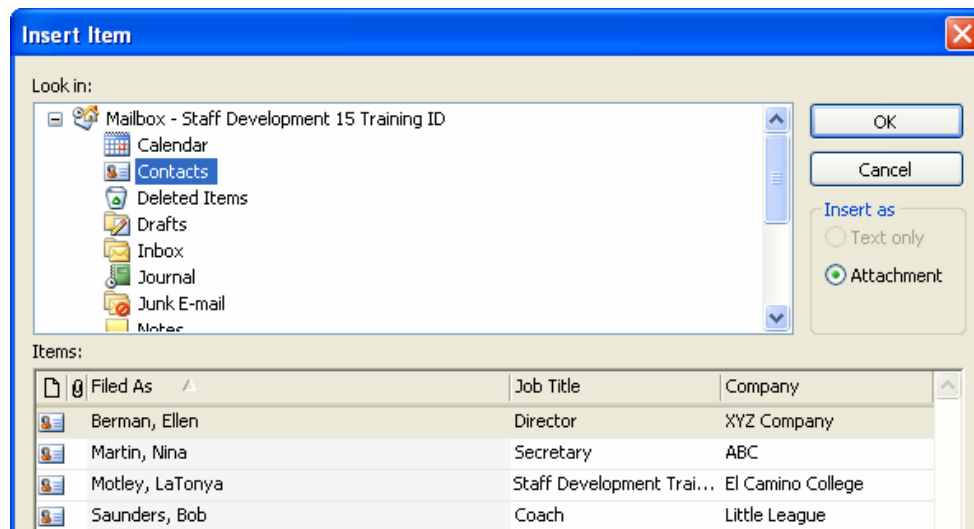 Insert Item
Look in:
Mailbox - Staff Development 15 Training ID
Calendar
Contacts
Deleted Items
Drafts
Inbox
Journal
Junk E-mail
Notes
OK
Cancel
Insert as
Text only
Attachment
Items:
Filed As Job Title Company
Berman, Ellen Director XYZ Company
Martin, Nina Secretary ABC
Motley, LaTonya Staff Development Trai... El Camino College
Saunders, Bob Coach Little League